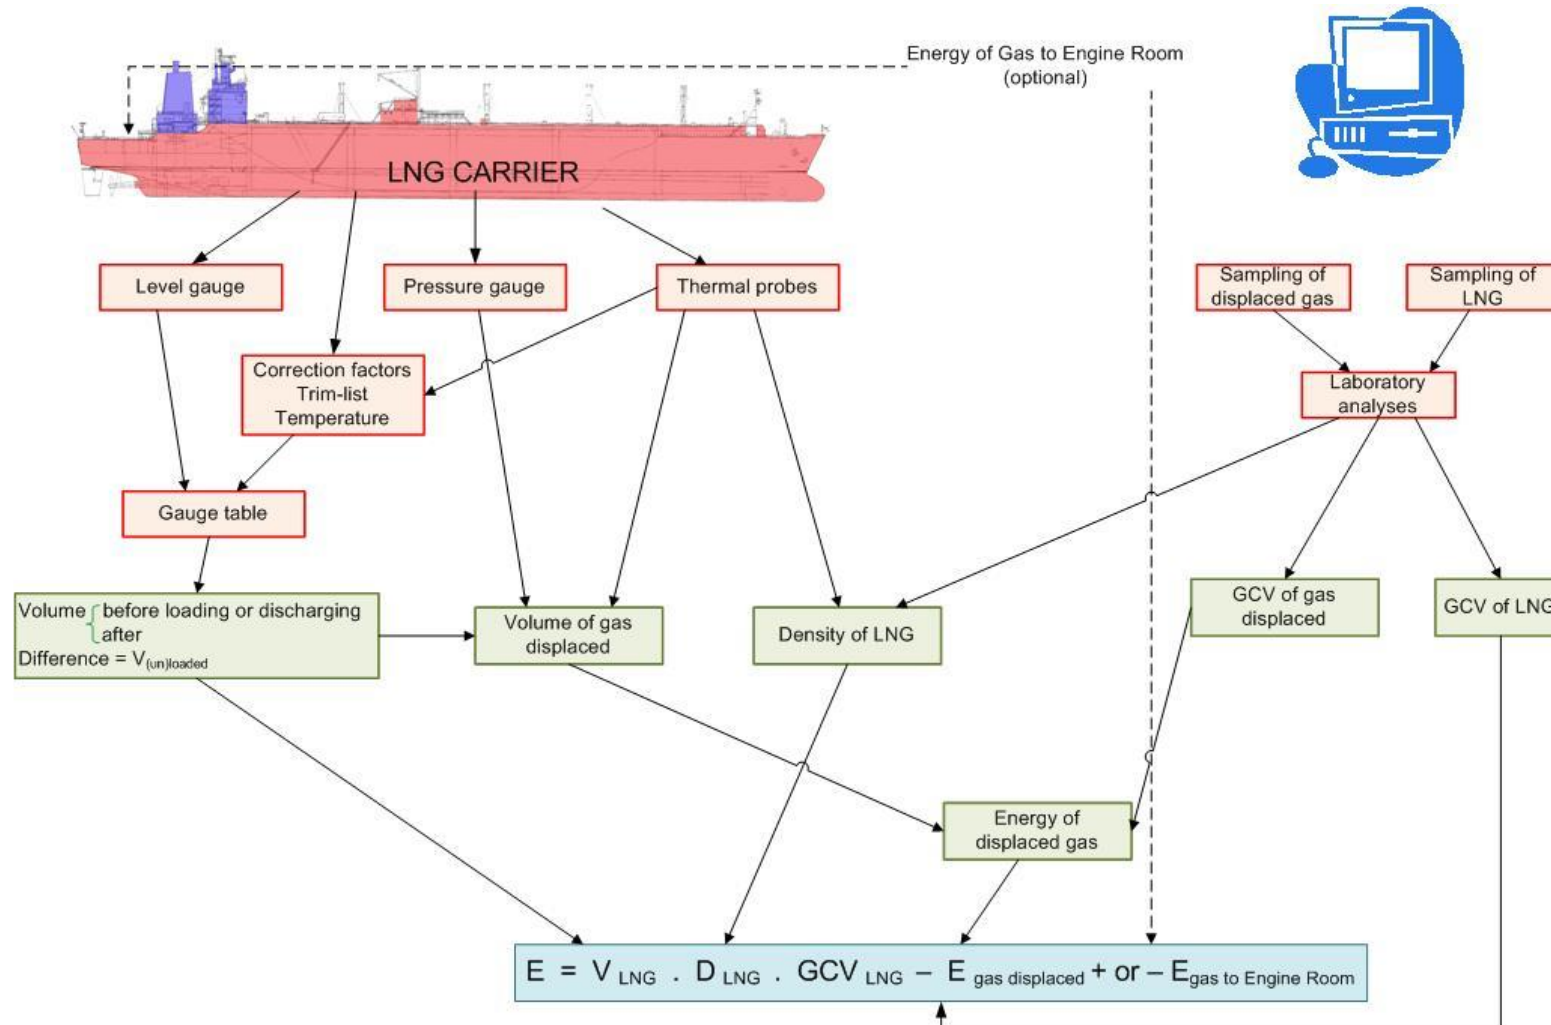 Energy of Gas to Engine Room
(optional)
LNG CARRIER
Level gauge
Pressure gauge
Thermal probes
Sampling of
displaced gas
Sampling of
LNG
Correction factors
Trim-list
Temperature
Laboratory
analyses
Gauge table
Volume { before loading or discharging
after
Difference = V(un)loaded
Volume of gas
displaced
Density of LNG
GCV of gas
displaced
GCV of LNG
Energy of
displaced gas
E = V LNG . D LNG . GCV LNG – E gas displaced + or – Egas to Engine Room